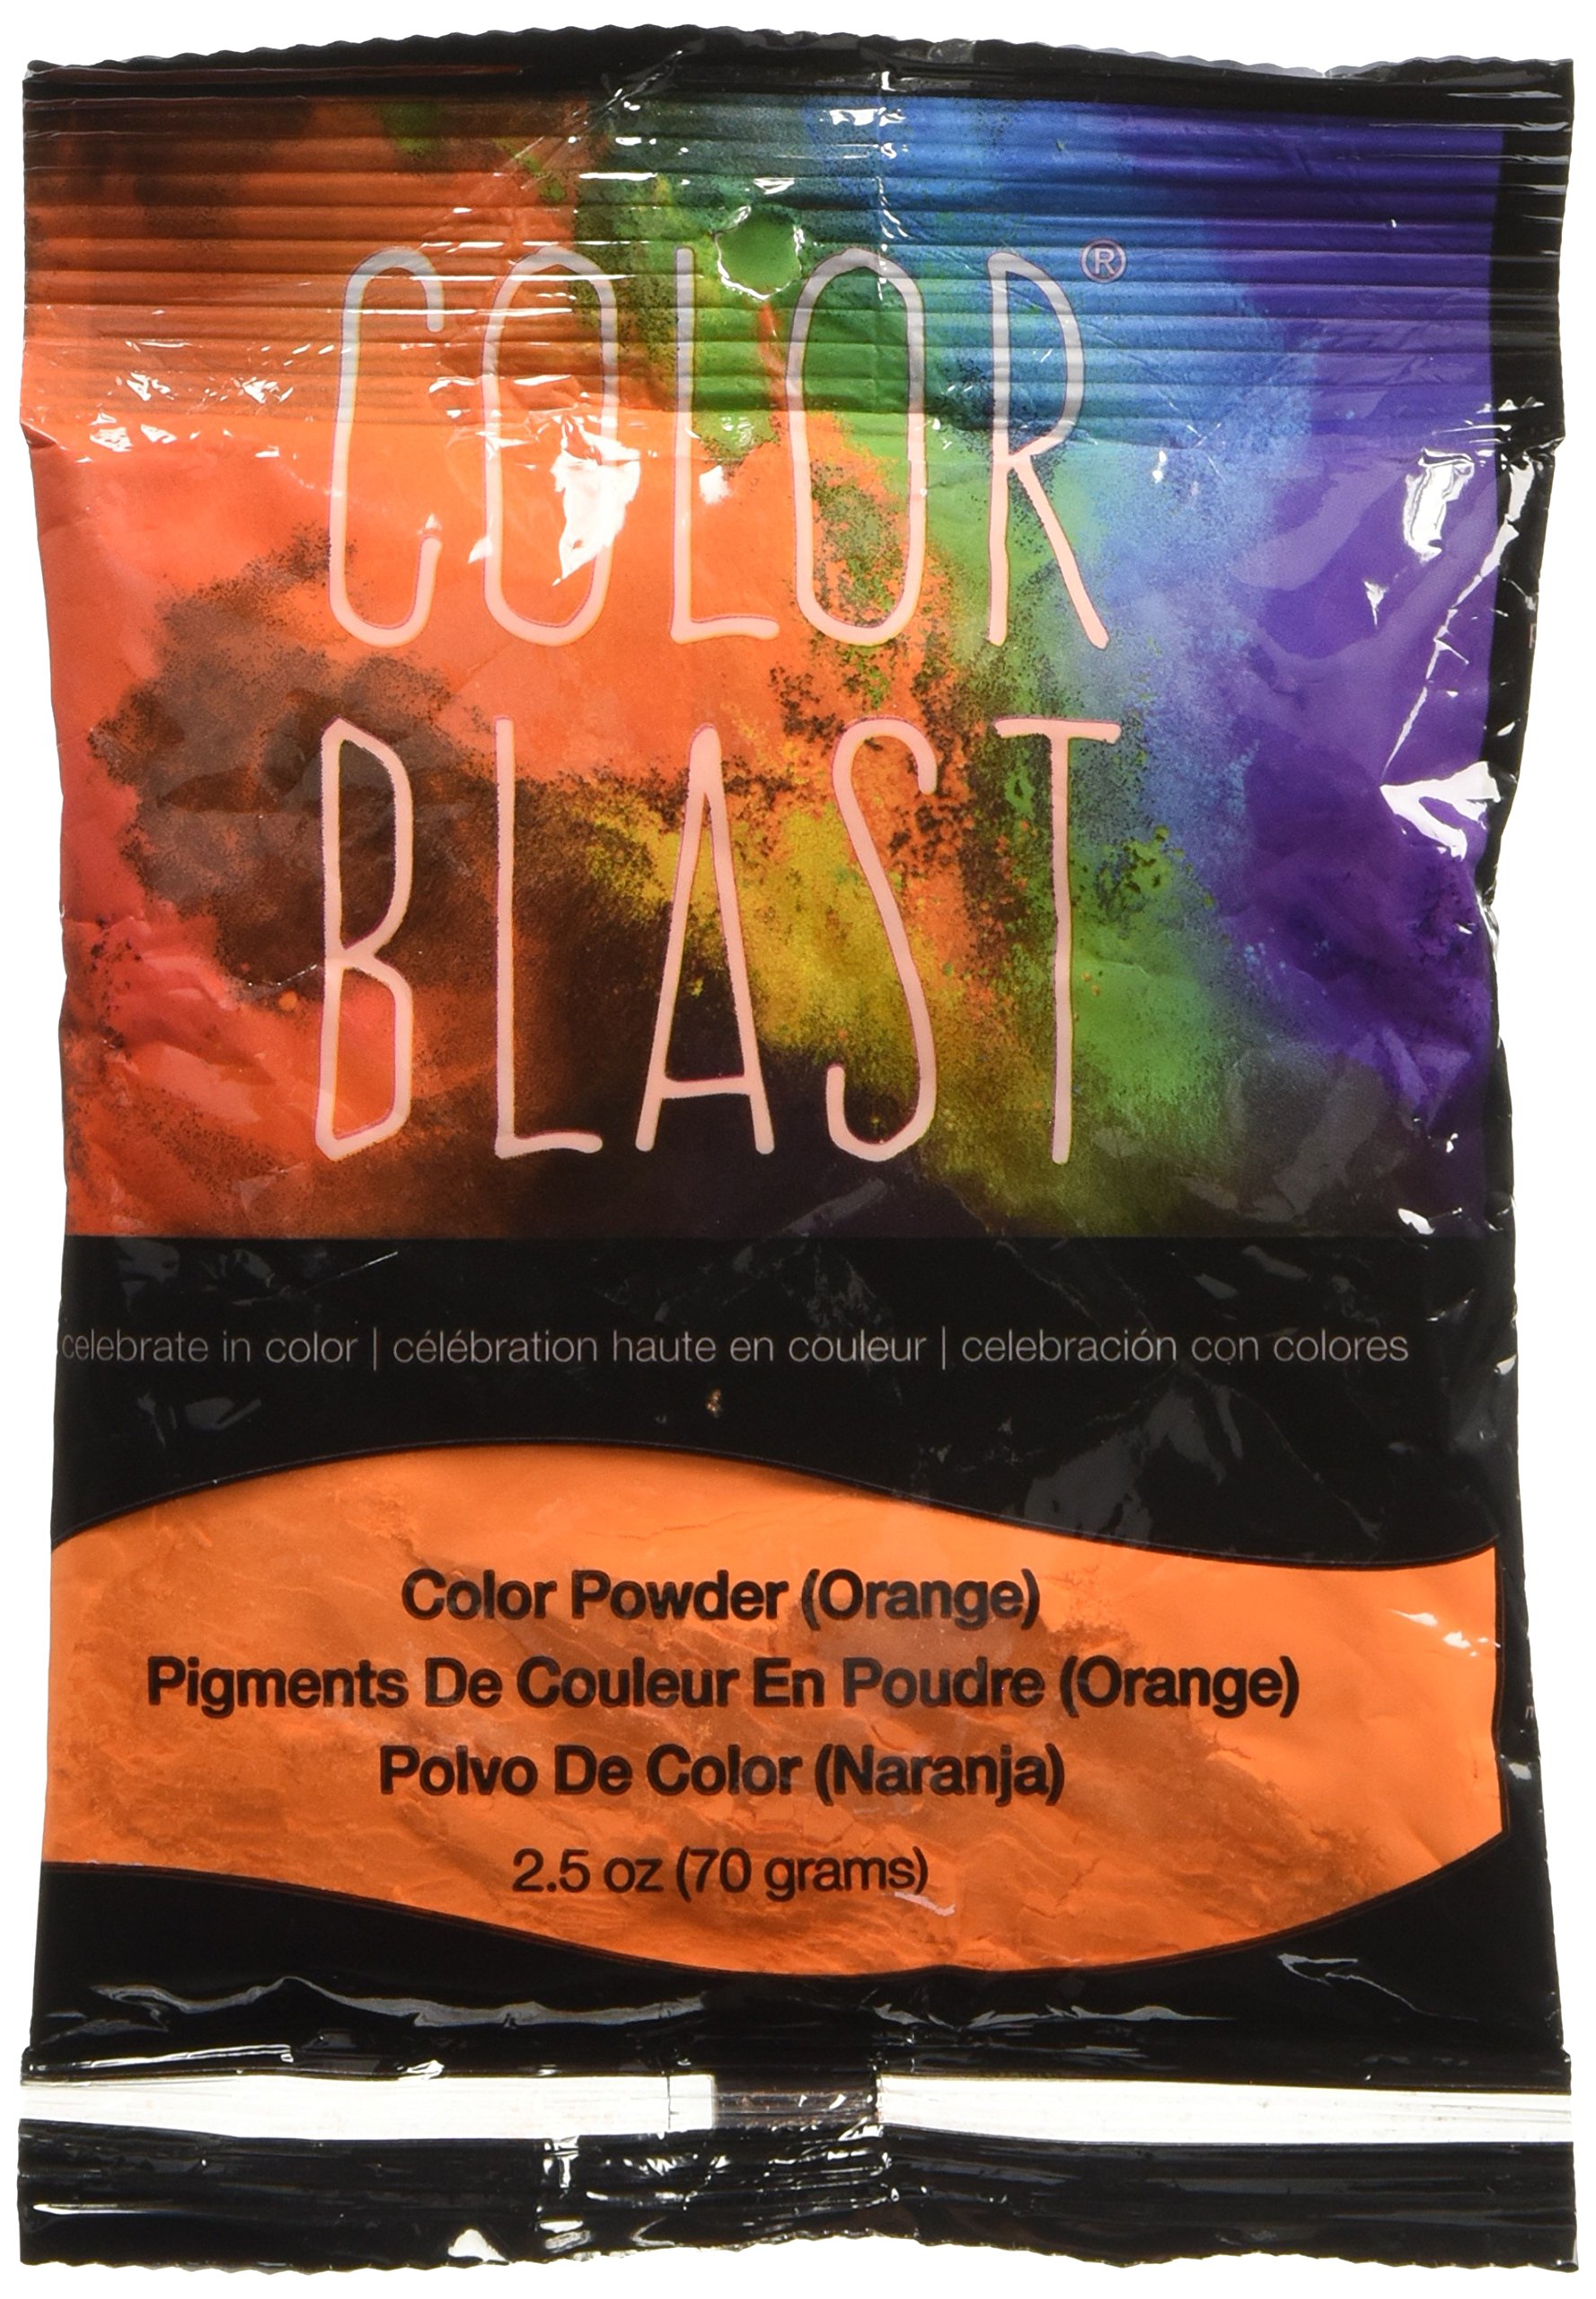 COLOR®
BLAST
celebrate in color | célébration haute en couleur | celebración con colores
Color Powder (Orange)
Pigments De Couleur En Poudre (Orange)
Polvo De Color (Naranja)
2.5 oz (70 grams)